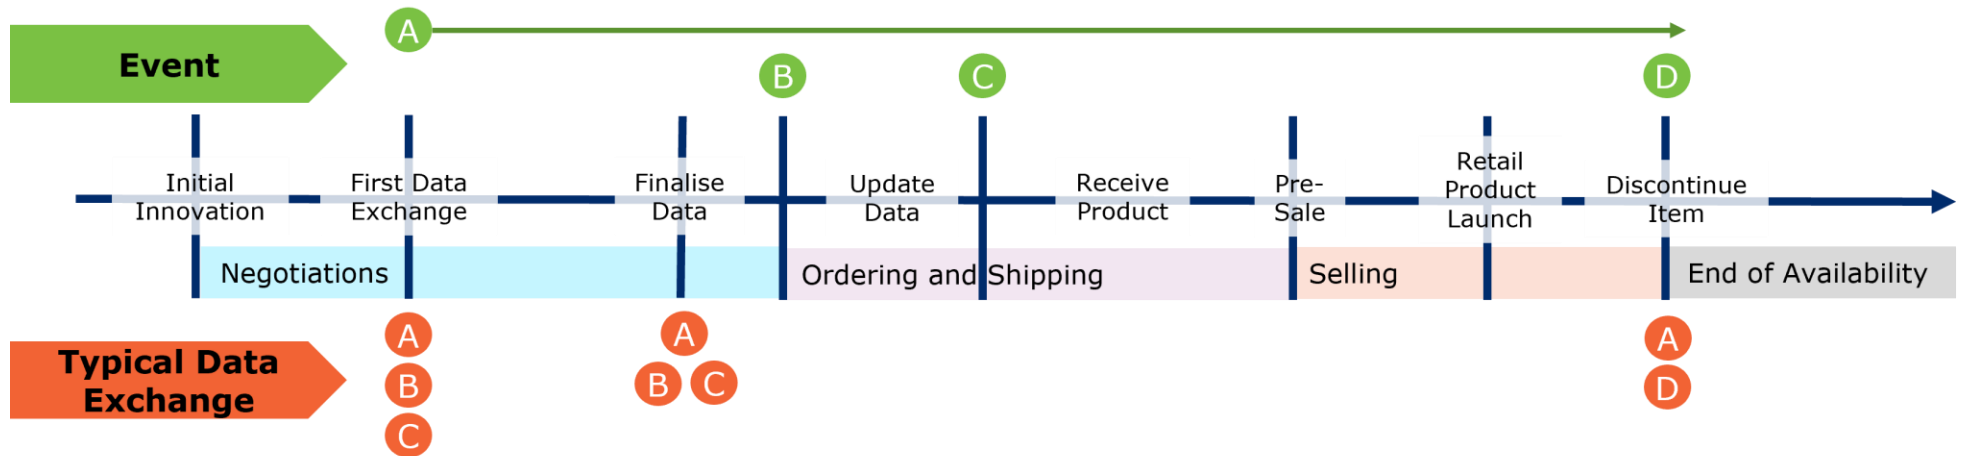 A
Event
B
C
D
Initial
Innovation
First Data
Exchange
Finalise
Data
Update
Data
Receive
Product
Pre-
Sale
Retail
Product
Launch
Discontinue
Item
Negotiations
Ordering and Shipping
Selling
End of Availability
Typical Data
Exchange
A
B
C
A
B
C
A
D